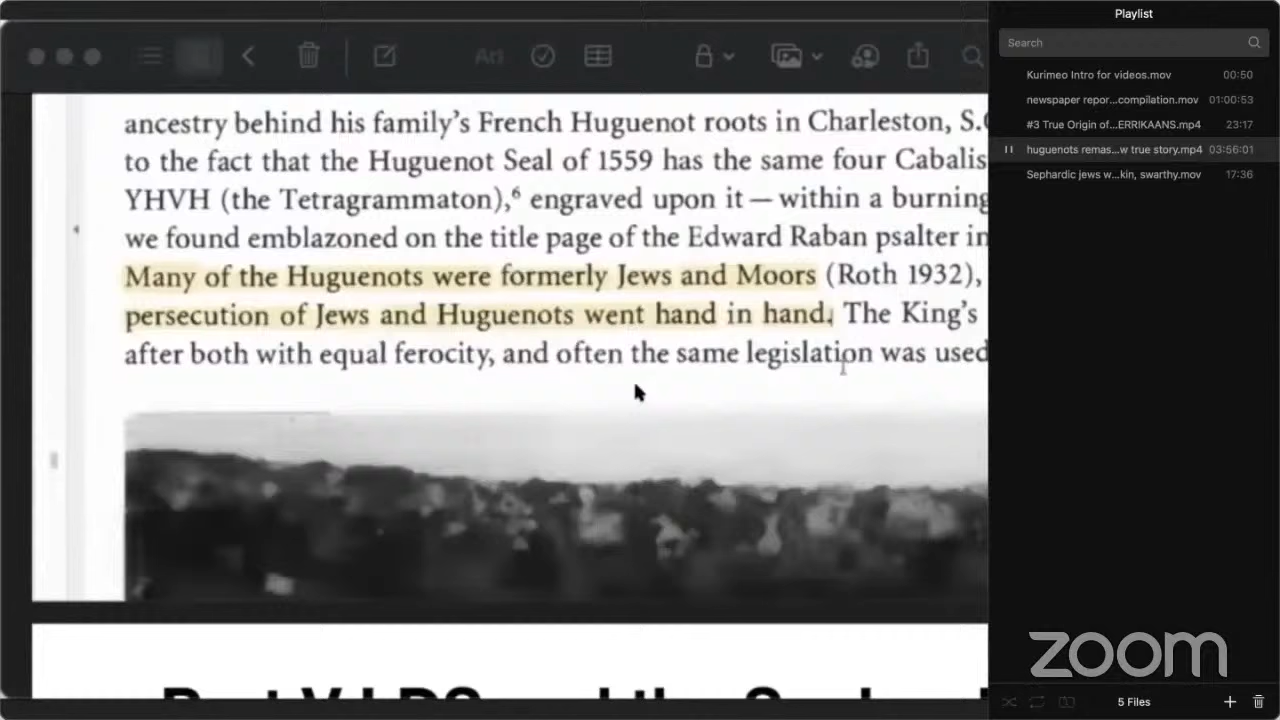 Playlist
Search
Kurimeo Intro for videos.mov 00:50
newspaper repor...compilation.mov 01:00:53
#3 True Origin of...ERRIKAANS.mp4 23:17
huguenots remas...w true story.mp4 03:56:01
Sephardic jews w...kin, swarthy.mov 17:36
ancestry behind his family's French Huguenot roots in Charleston, S.C
to the fact that the Huguenot Seal of 1559 has the same four Cabalis
YHVH (the Tetragrammaton),⁶ engraved upon it — within a burning
we found emblazoned on the title page of the Edward Raban psalter in
Many of the Huguenots were formerly Jews and Moors (Roth 1932),
persecution of Jews and Huguenots went hand in hand. The King's
after both with equal ferocity, and often the same legislation was used
zoom
5 Files